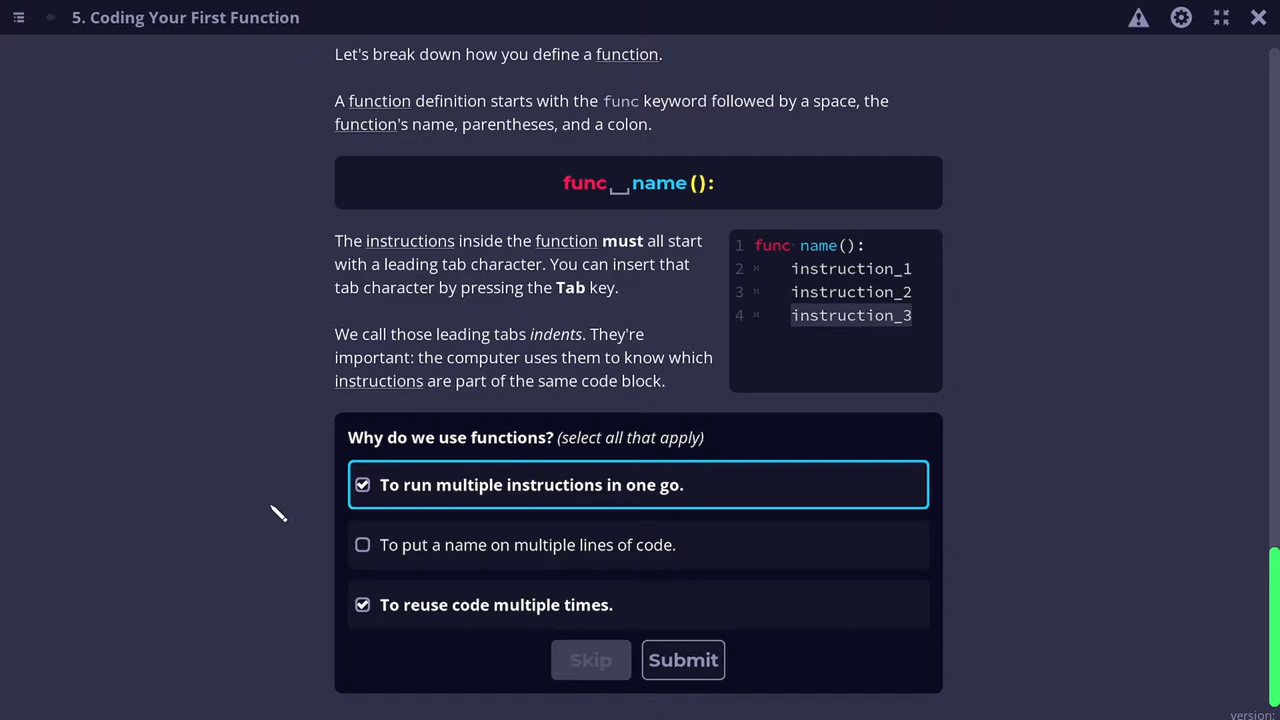 5. Coding Your First Function
Let's break down how you define a function.
A function definition starts with the func keyword followed by a space, the
function's name, parentheses, and a colon.
func␣name():
The instructions inside the function must all start
with a leading tab character. You can insert that
tab character by pressing the Tab key.
We call those leading tabs indents. They're
important: the computer uses them to know which
instructions are part of the same code block.
1 func name():
2 instruction_1
3 instruction_2
4 instruction_3
Why do we use functions? (select all that apply)
To run multiple instructions in one go.
To put a name on multiple lines of code.
To reuse code multiple times.
Skip Submit
version: